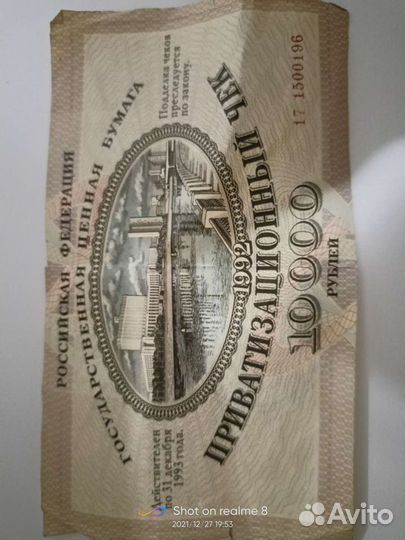 РОССИЙСКАЯ ФЕДЕРАЦИЯ
ГОСУДАРСТВЕННАЯ ЦЕННАЯ БУМАГА
Действителен
по 31 декабря
1993 года.
Подделка чеков
преследуется
по закону.
1992
ПРИВАТИЗАЦИОННЫЙ ЧЕК
10000
РУБЛЕЙ
17 1500196
Shot on realme 8
2021/12/27 19:53
Avito